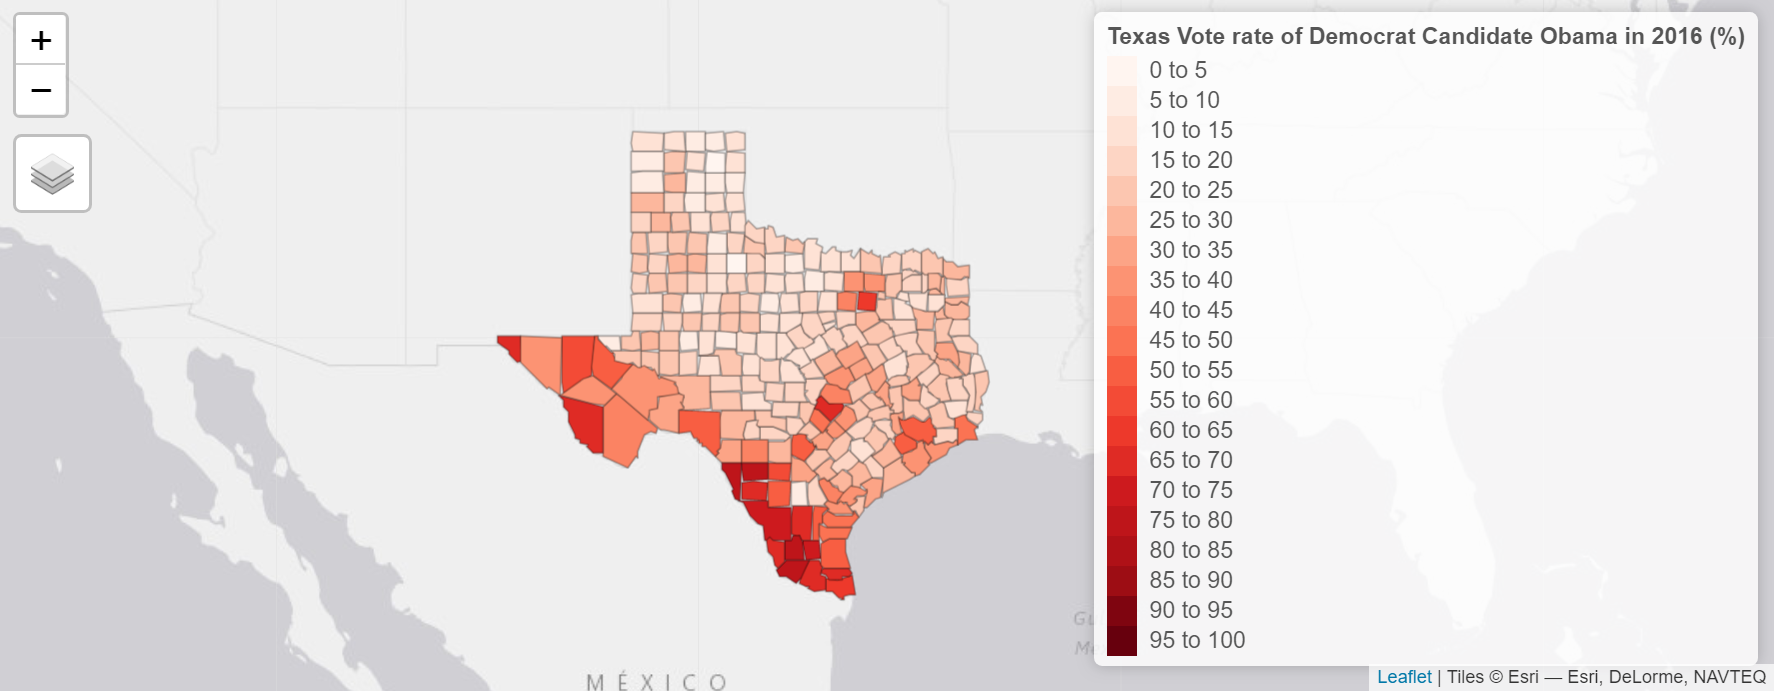 +
−
Texas Vote rate of Democrat Candidate Obama in 2016 (%)
0 to 5
5 to 10
10 to 15
15 to 20
20 to 25
25 to 30
30 to 35
35 to 40
40 to 45
45 to 50
50 to 55
55 to 60
60 to 65
65 to 70
70 to 75
75 to 80
80 to 85
85 to 90
90 to 95
95 to 100
MÉXICO
Leaflet | Tiles © Esri — Esri, DeLorme, NAVTEQ